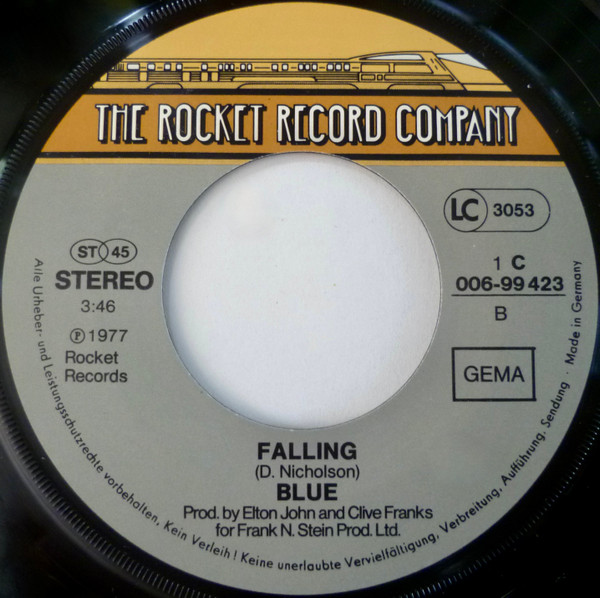 THE ROCKET RECORD COMPANY
LC 3053
ST 45
STEREO
3:46
℗ 1977
Rocket
Records
1 C
006-99 423
B
GEMA
FALLING
(D. Nicholson)
BLUE
Prod. by Elton John and Clive Franks
for Frank N. Stein Prod. Ltd.
Alle Urheber- und Leistungsschutzrechte vorbehalten, Kein Verleih! Keine unerlaubte Vervielfältigung, Verbreitung, Aufführung, Sendung · Made in Germany